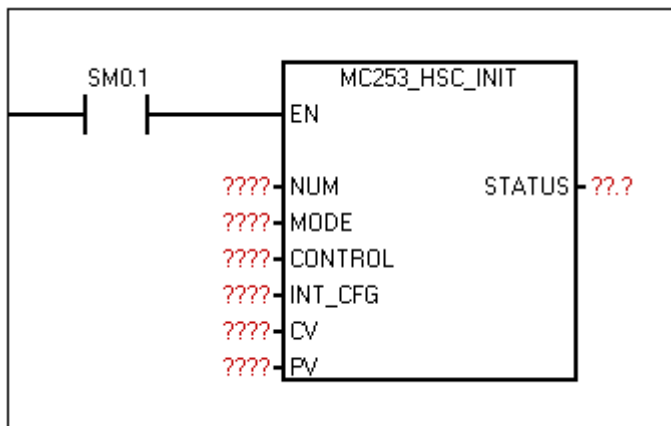 SM0.1 MC253_HSC_INIT
EN
???? NUM STATUS ??.?
???? MODE
???? CONTROL
???? INT_CFG
???? CV
???? PV